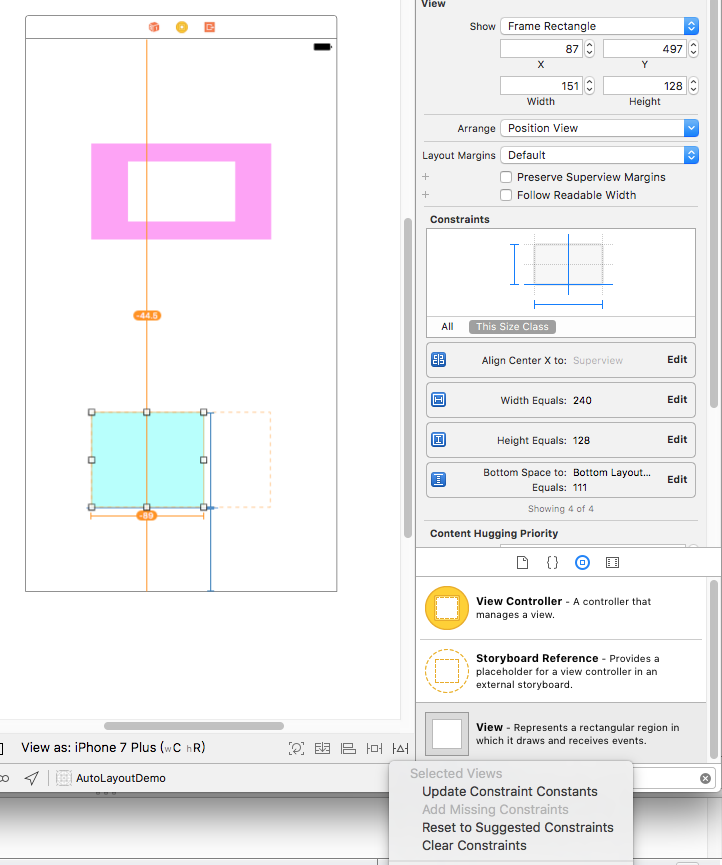 View
Show Frame Rectangle
87 497
X Y
151 128
Width Height
Arrange Position View
Layout Margins Default
+ Preserve Superview Margins
+ Follow Readable Width
Constraints
All This Size Class
Align Center X to: Superview Edit
Width Equals: 240 Edit
Height Equals: 128 Edit
Bottom Space to: Bottom Layout... Edit
Equals: 111
Showing 4 of 4
Content Hugging Priority
-44.5
-89
{ }
View Controller - A controller that
manages a view.
Storyboard Reference - Provides a
placeholder for a view controller in an
external storyboard.
View - Represents a rectangular region in
which it draws and receives events.
View as: iPhone 7 Plus (wC hR)
AutoLayoutDemo
Selected Views
Update Constraint Constants
Add Missing Constraints
Reset to Suggested Constraints
Clear Constraints